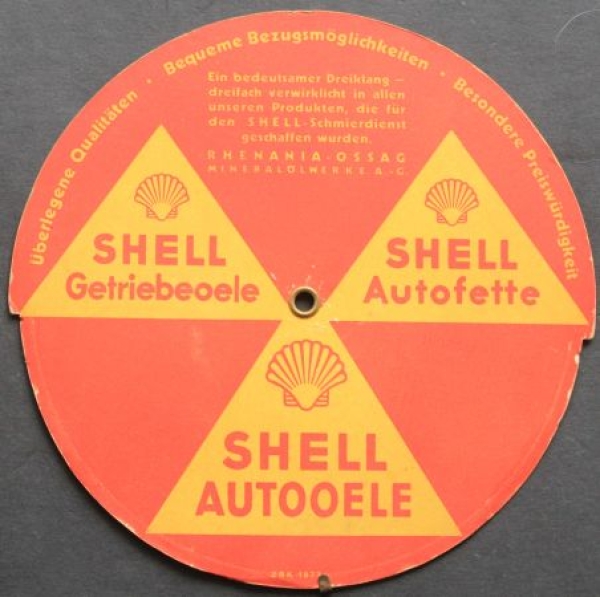 Überlegene Qualitäten • Bequeme Bezugsmöglichkeiten • Besondere Preiswürdigkeit
Ein bedeutsamer Dreiklang –
dreifach verwirklicht in allen
unseren Produkten, die für
den SHELL-Schmierdienst
geschaffen wurden.
RHENANIA-OSSAG
MINERALÖLWERKE A.-G.
SHELL
Getriebeoele
SHELL
Autofette
SHELL
AUTOOELE